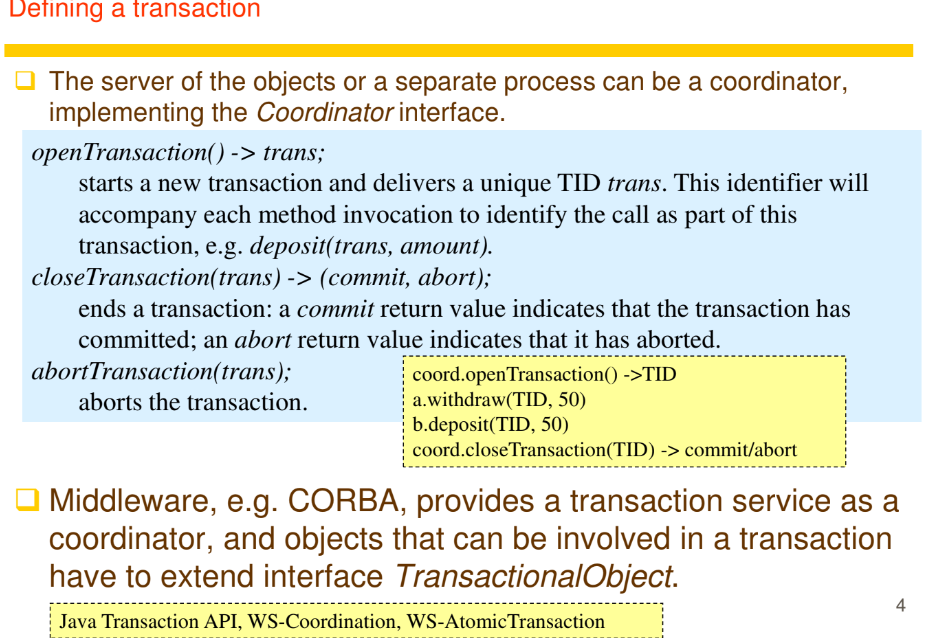 Defining a transaction
The server of the objects or a separate process can be a coordinator,
implementing the Coordinator interface.
openTransaction() -> trans;
starts a new transaction and delivers a unique TID trans. This identifier will
accompany each method invocation to identify the call as part of this
transaction, e.g. deposit(trans, amount).
closeTransaction(trans) -> (commit, abort);
ends a transaction: a commit return value indicates that the transaction has
committed; an abort return value indicates that it has aborted.
abortTransaction(trans);
aborts the transaction.
coord.openTransaction() ->TID
a.withdraw(TID, 50)
b.deposit(TID, 50)
coord.closeTransaction(TID) -> commit/abort
Middleware, e.g. CORBA, provides a transaction service as a
coordinator, and objects that can be involved in a transaction
have to extend interface TransactionalObject.
Java Transaction API, WS-Coordination, WS-AtomicTransaction
4